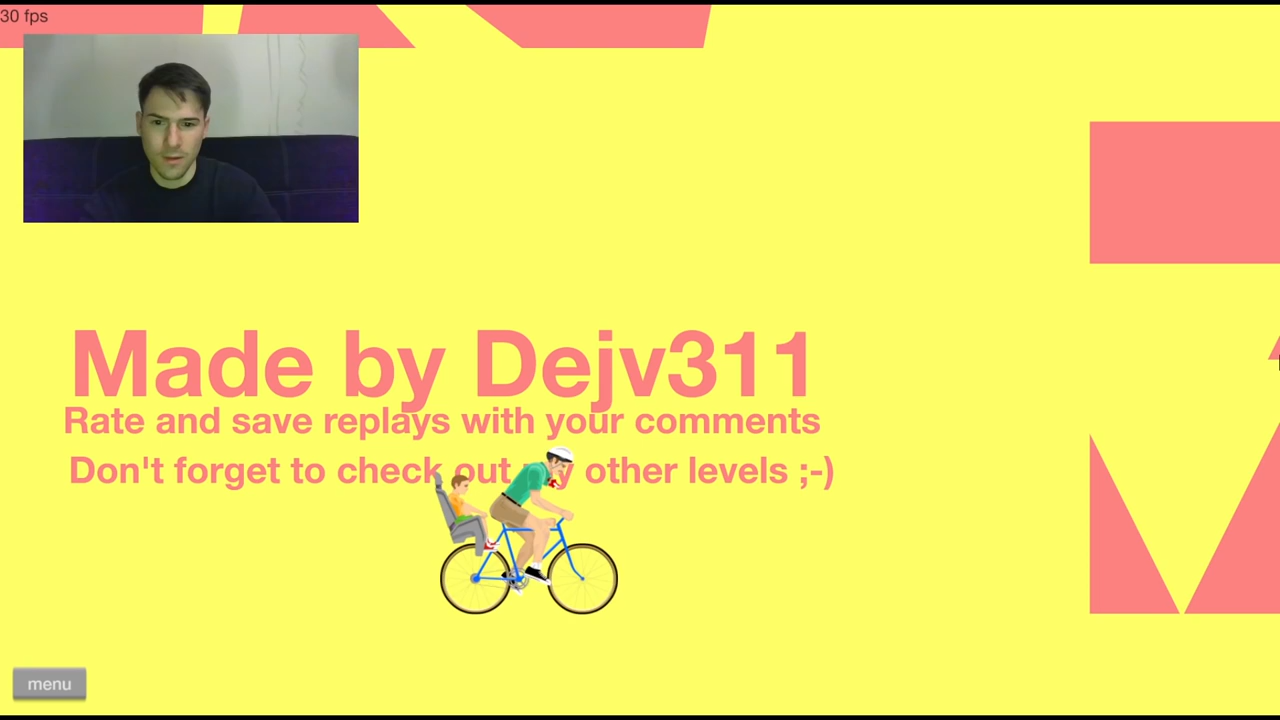 30 fps
Made by Dejv311
Rate and save replays with your comments
Don't forget to check out my other levels ;-)
menu